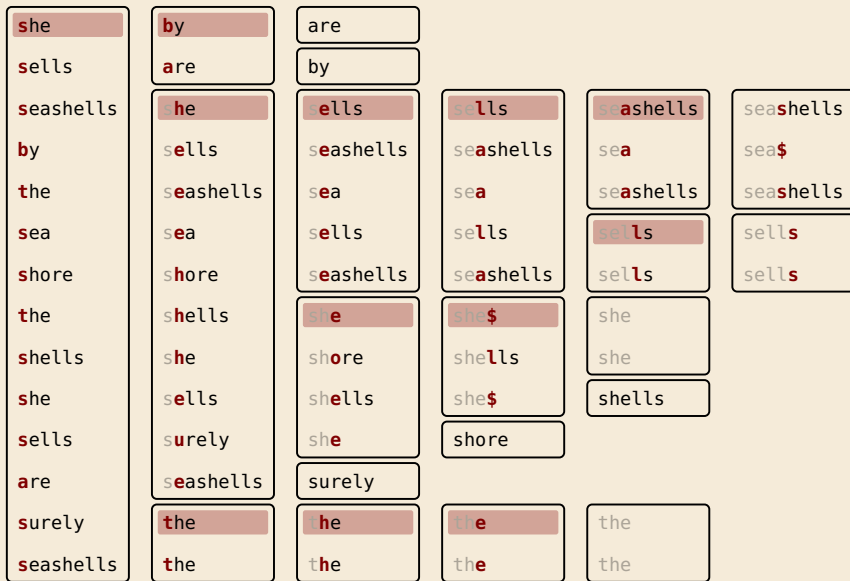 she by are
sells are by
seashells she sells sells seashells seashells
by sells seashells seashells sea sea$
the seashells sea sea seashells seashells
sea sea sells sells sells sells
shore shore seashells seashells sells sells
the shells she she$ she
shells she shore shells she
she sells shells she$ shells
sells surely she shore
are seashells surely
surely the the the the
seashells the the the the